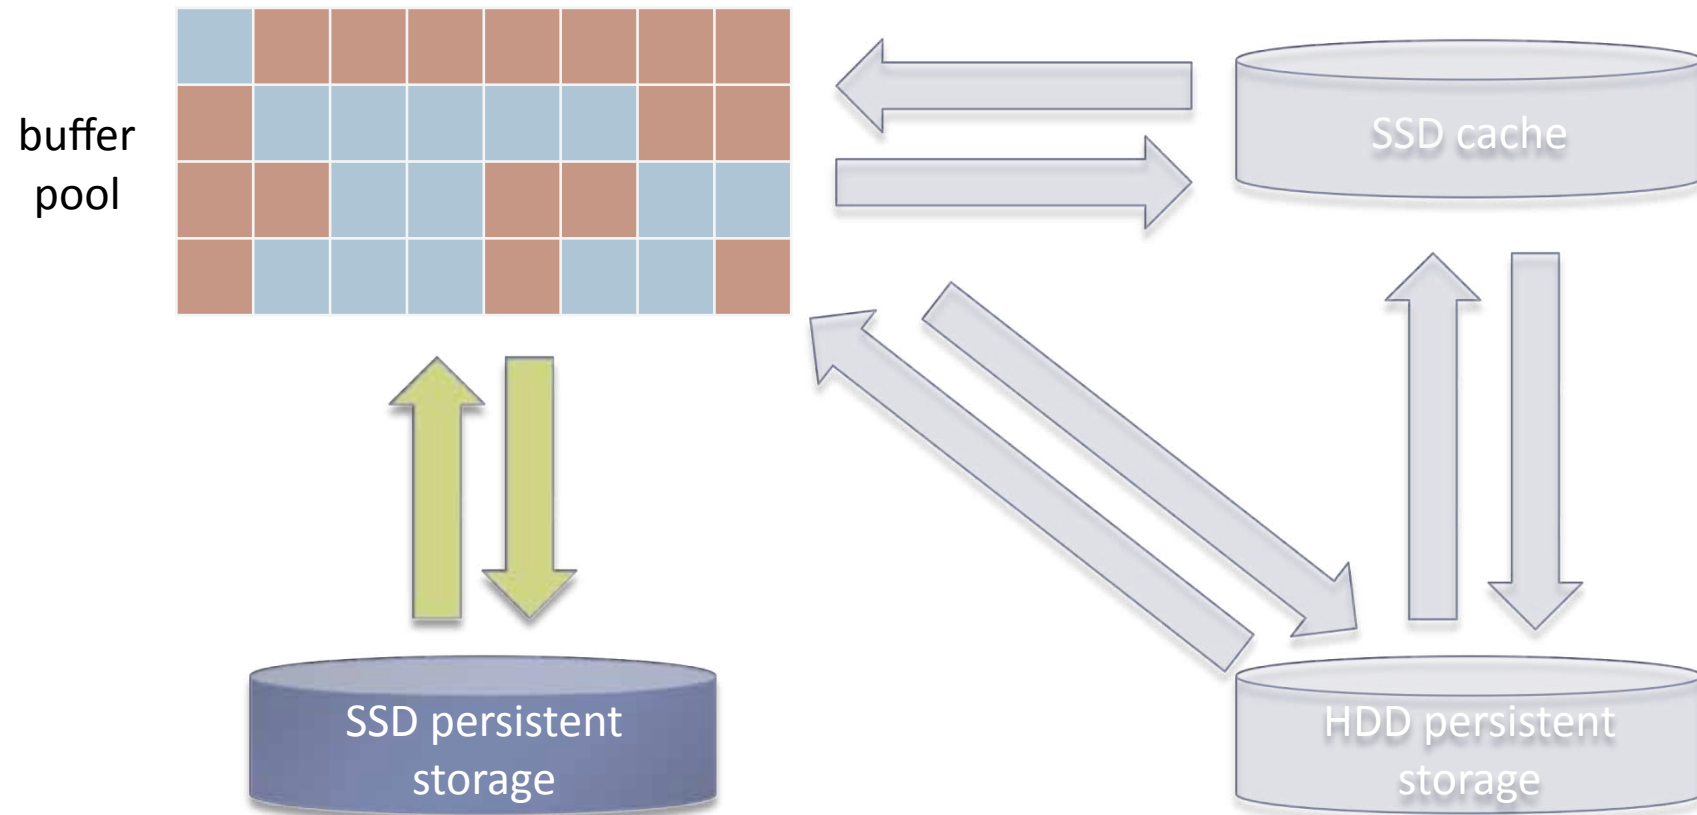 buffer
pool
SSD cache
SSD persistent
storage
HDD persistent
storage